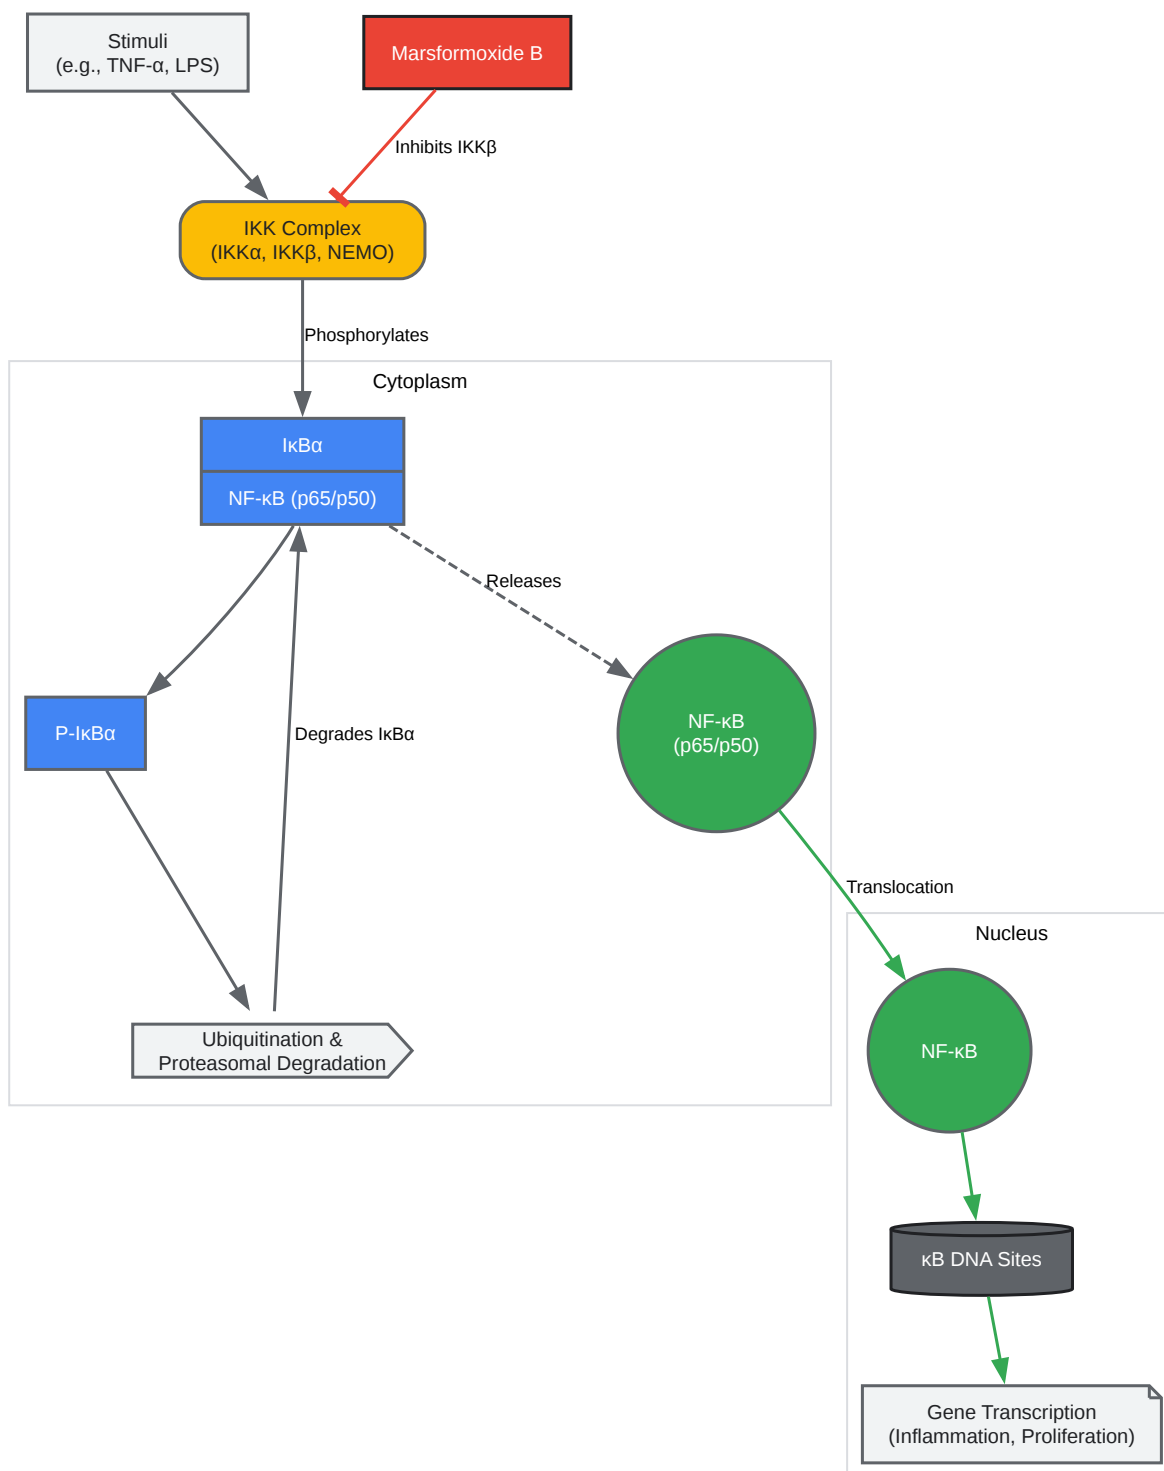 Stimuli
(e.g., TNF-α, LPS)
Marsformoxide B
Inhibits IKKβ
IKK Complex
(IKKα, IKKβ, NEMO)
Phosphorylates
Cytoplasm
IκBα
NF-κB (p65/p50)
Releases
NF-κB
(p65/p50)
P-IκBα
Degrades IκBα
Translocation
Nucleus
Ubiquitination &
Proteasomal Degradation
NF-κB
κB DNA Sites
Gene Transcription
(Inflammation, Proliferation)